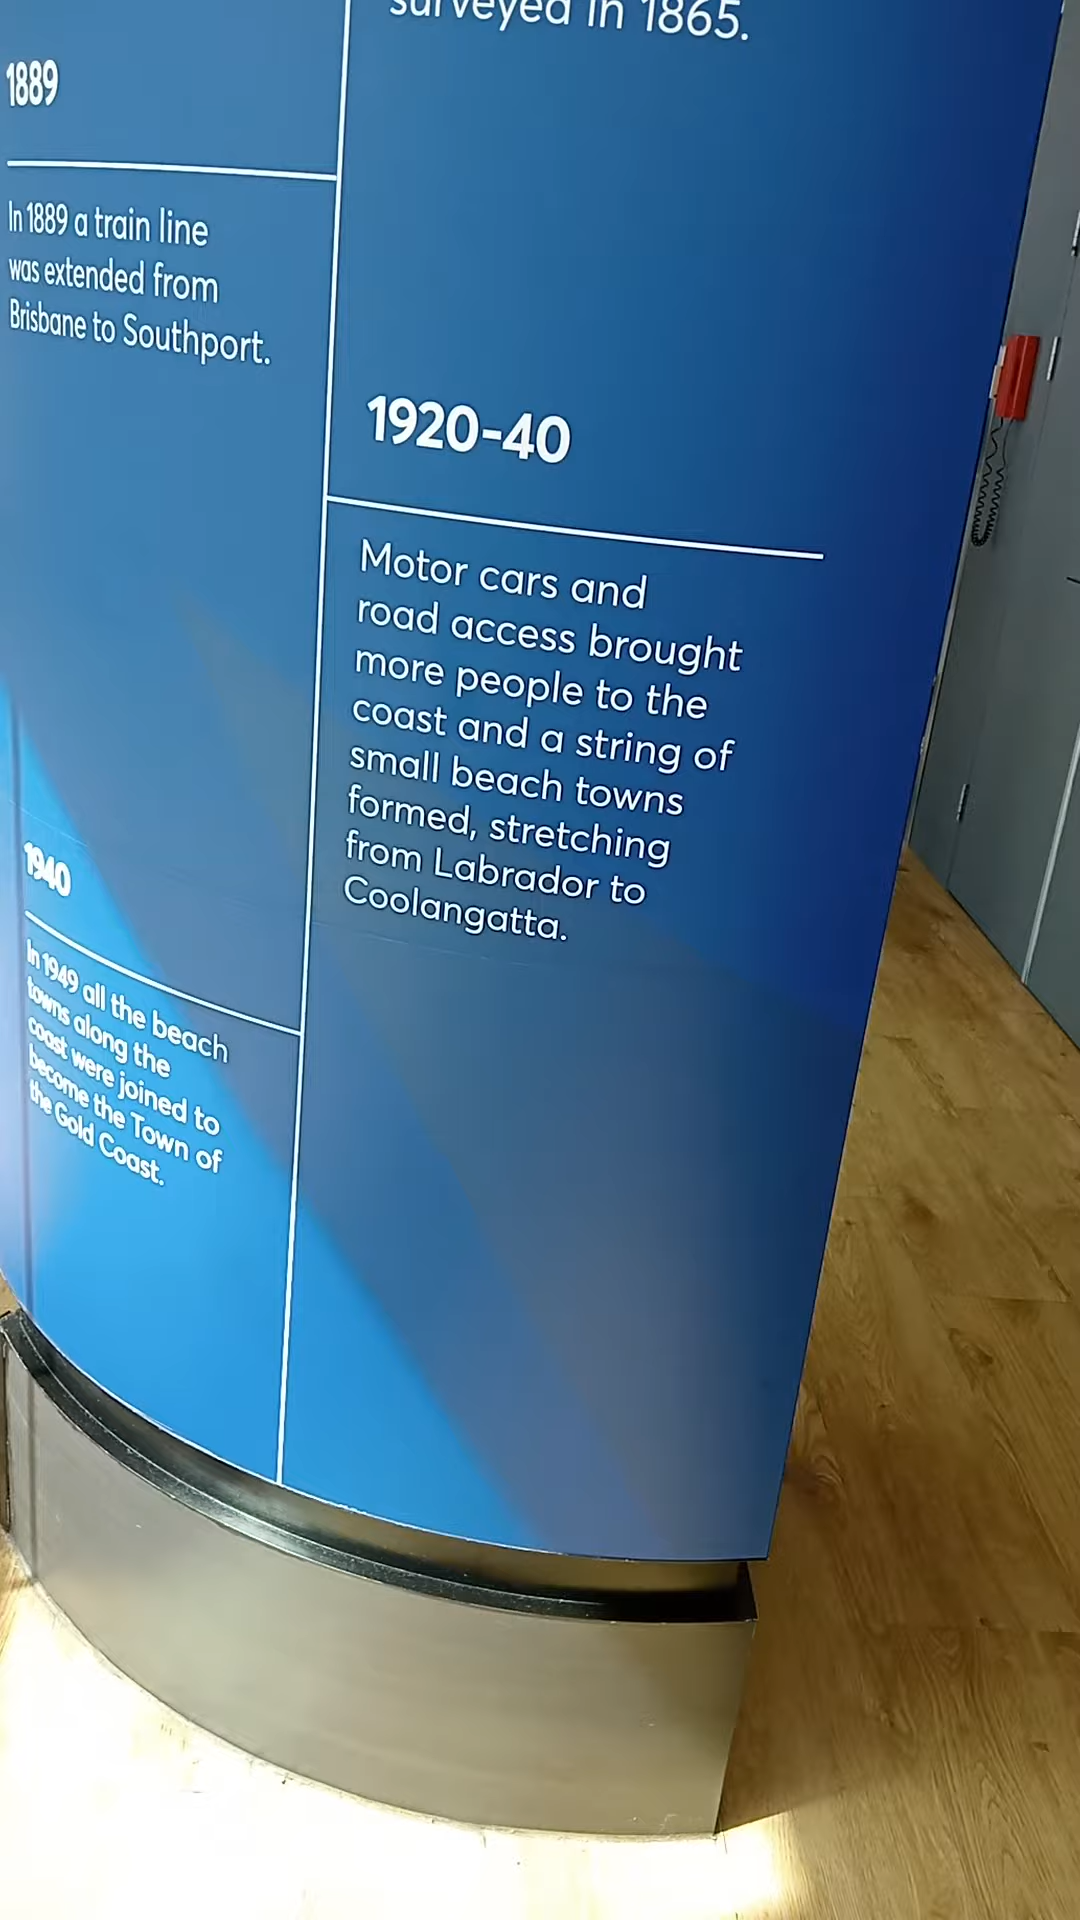 surveyed in 1865.
1889
In 1889 a train line
was extended from
Brisbane to Southport.
1920-40
Motor cars and
road access brought
more people to the
coast and a string of
small beach towns
formed, stretching
from Labrador to
Coolangatta.
1940
In 1949 all the beach
towns along the
coast were joined to
become the Town of
the Gold Coast.